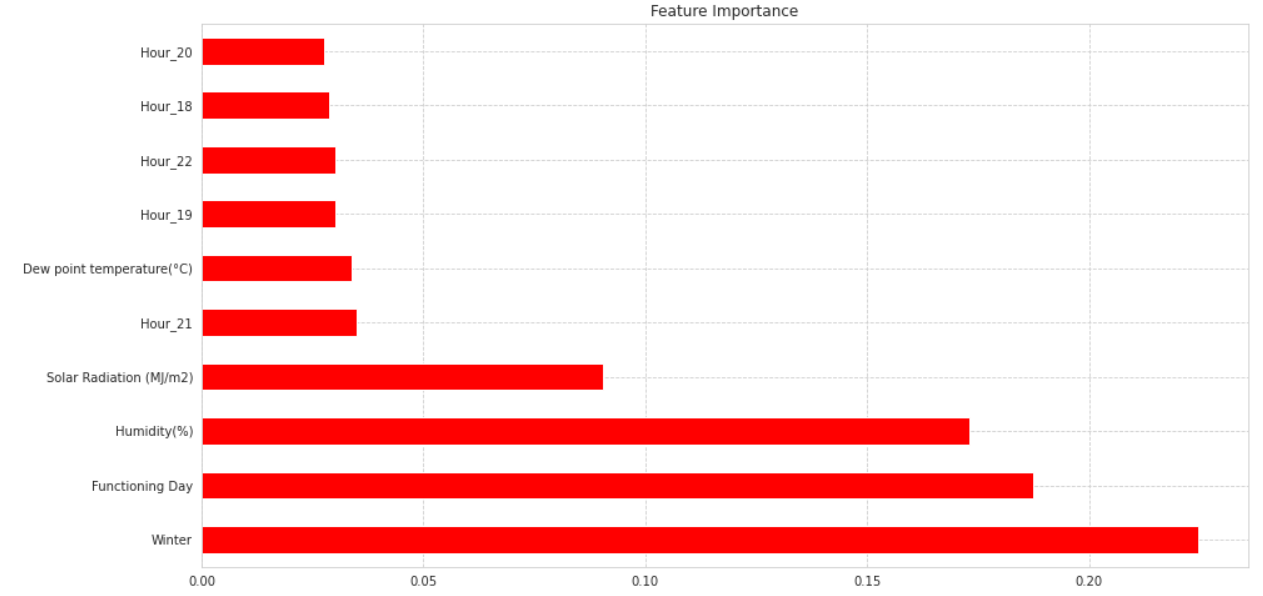 Feature Importance
Hour_20
Hour_18
Hour_22
Hour_19
Dew point temperature(°C)
Hour_21
Solar Radiation (MJ/m2)
Humidity(%)
Functioning Day
Winter
0.00 0.05 0.10 0.15 0.20